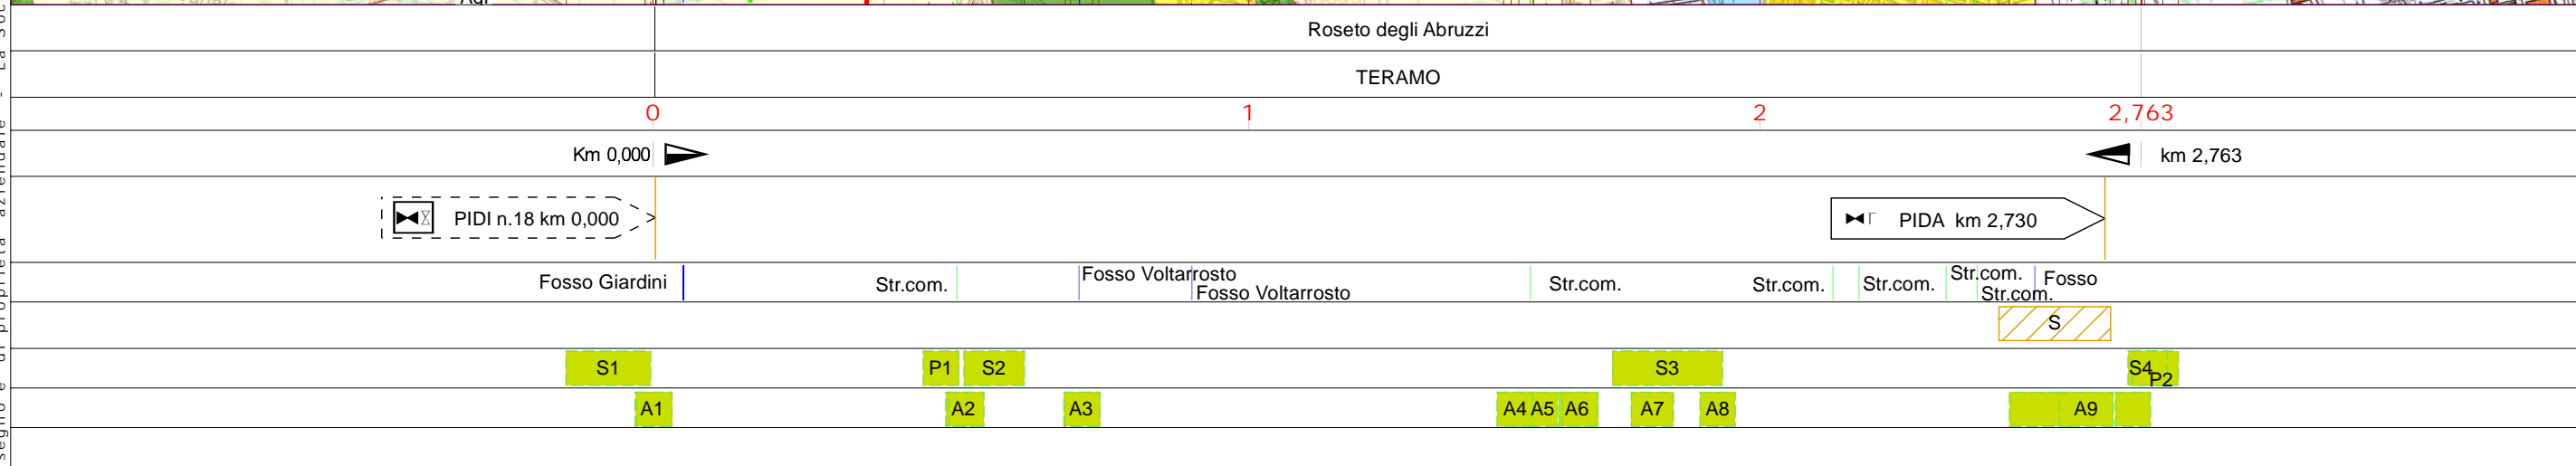 Roseto degli Abruzzi
TERAMO
0 1 2 2,763
Km 0,000 km 2,763
PIDI n.18 km 0,000 PIDA km 2,730
Fosso Giardini Str.com. Fosso Voltarrosto Fosso Voltarrosto Str.com. Str.com. Str.com. Str.com. Str.com. Fosso
S
S1 P1 S2 S3 S4 P2
A1 A2 A3 A4 A5 A6 A7 A8 A9
aziendale - La
proprietà